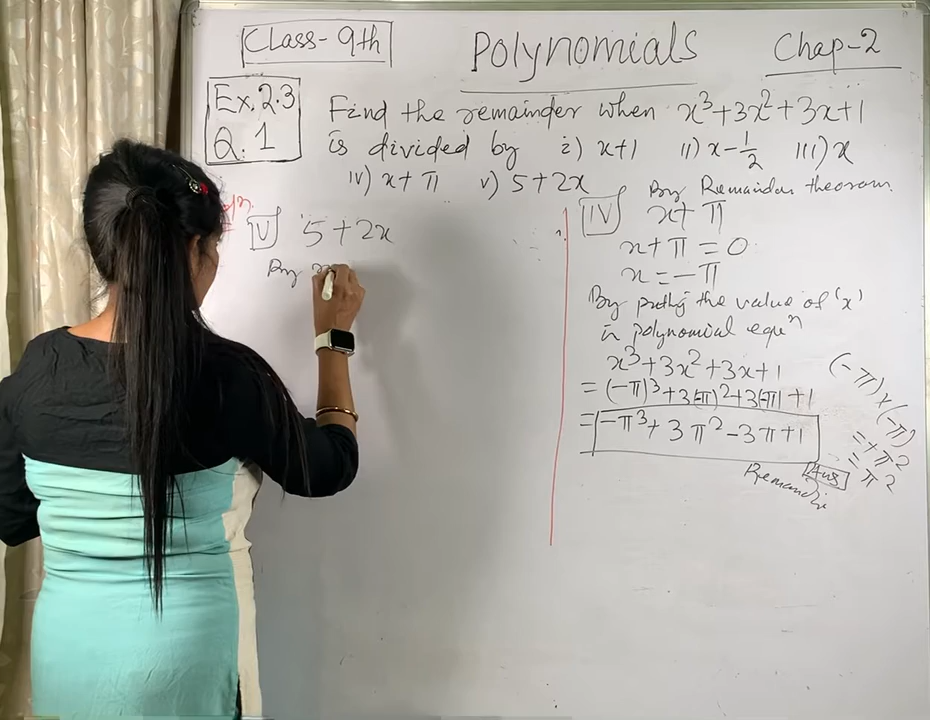 Class-9th
Polynomials
Chap-2
Ex. 2.3
Q. 1
Find the remainder when x³+3x²+3x+1
is divided by i) x+1 ii) x-1/2 iii) x
iv) x+π v) 5+2x
V 5+2x
By
By Remainder theorem.
IV x+π
x+π=0
x=-π
By putting the value of 'x'
in polynomial equⁿ
x³+3x²+3x+1
=(-π)³+3(-π)²+3(-π)+1
=-π³+3π²-3π+1
Ans
(-π)×(-π)
=+π²
=π²